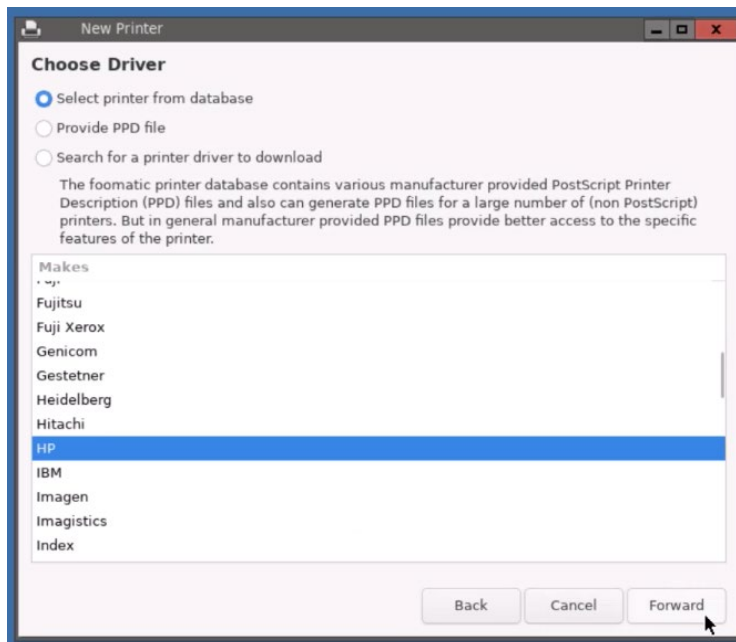 New Printer
Choose Driver
Select printer from database
Provide PPD file
Search for a printer driver to download
The foomatic printer database contains various manufacturer provided PostScript Printer
Description (PPD) files and also can generate PPD files for a large number of (non PostScript)
printers. But in general manufacturer provided PPD files provide better access to the specific
features of the printer.
Makes
Fujitsu
Fuji Xerox
Genicom
Gestetner
Heidelberg
Hitachi
HP
IBM
Imagen
Imagistics
Index
Back Cancel Forward